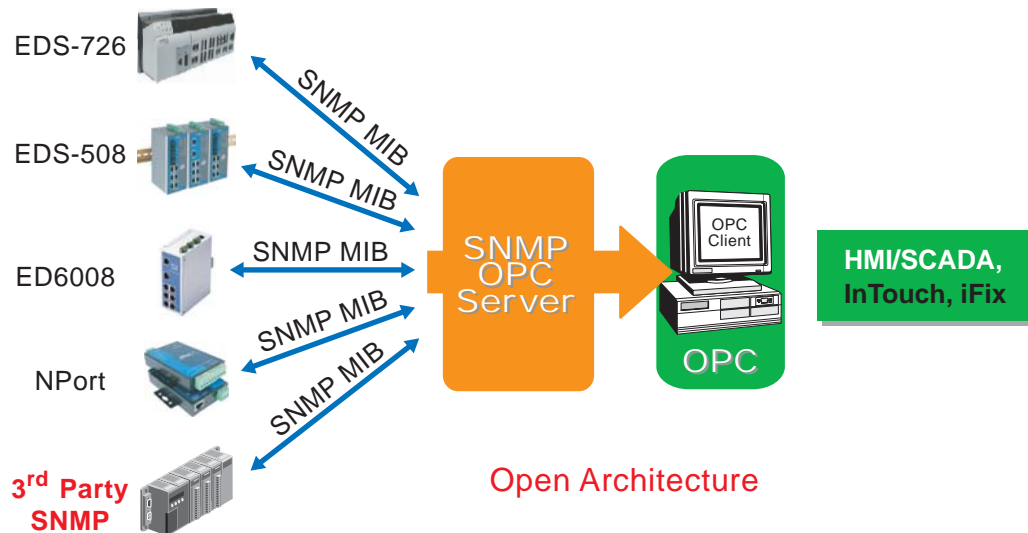 EDS-726
SNMP MIB
EDS-508
SNMP MIB
ED6008
SNMP MIB
NPort
SNMP MIB
3rd Party
SNMP
SNMP MIB
SNMP
OPC
Server
OPC
Client
OPC
HMI/SCADA,
InTouch, iFix
Open Architecture